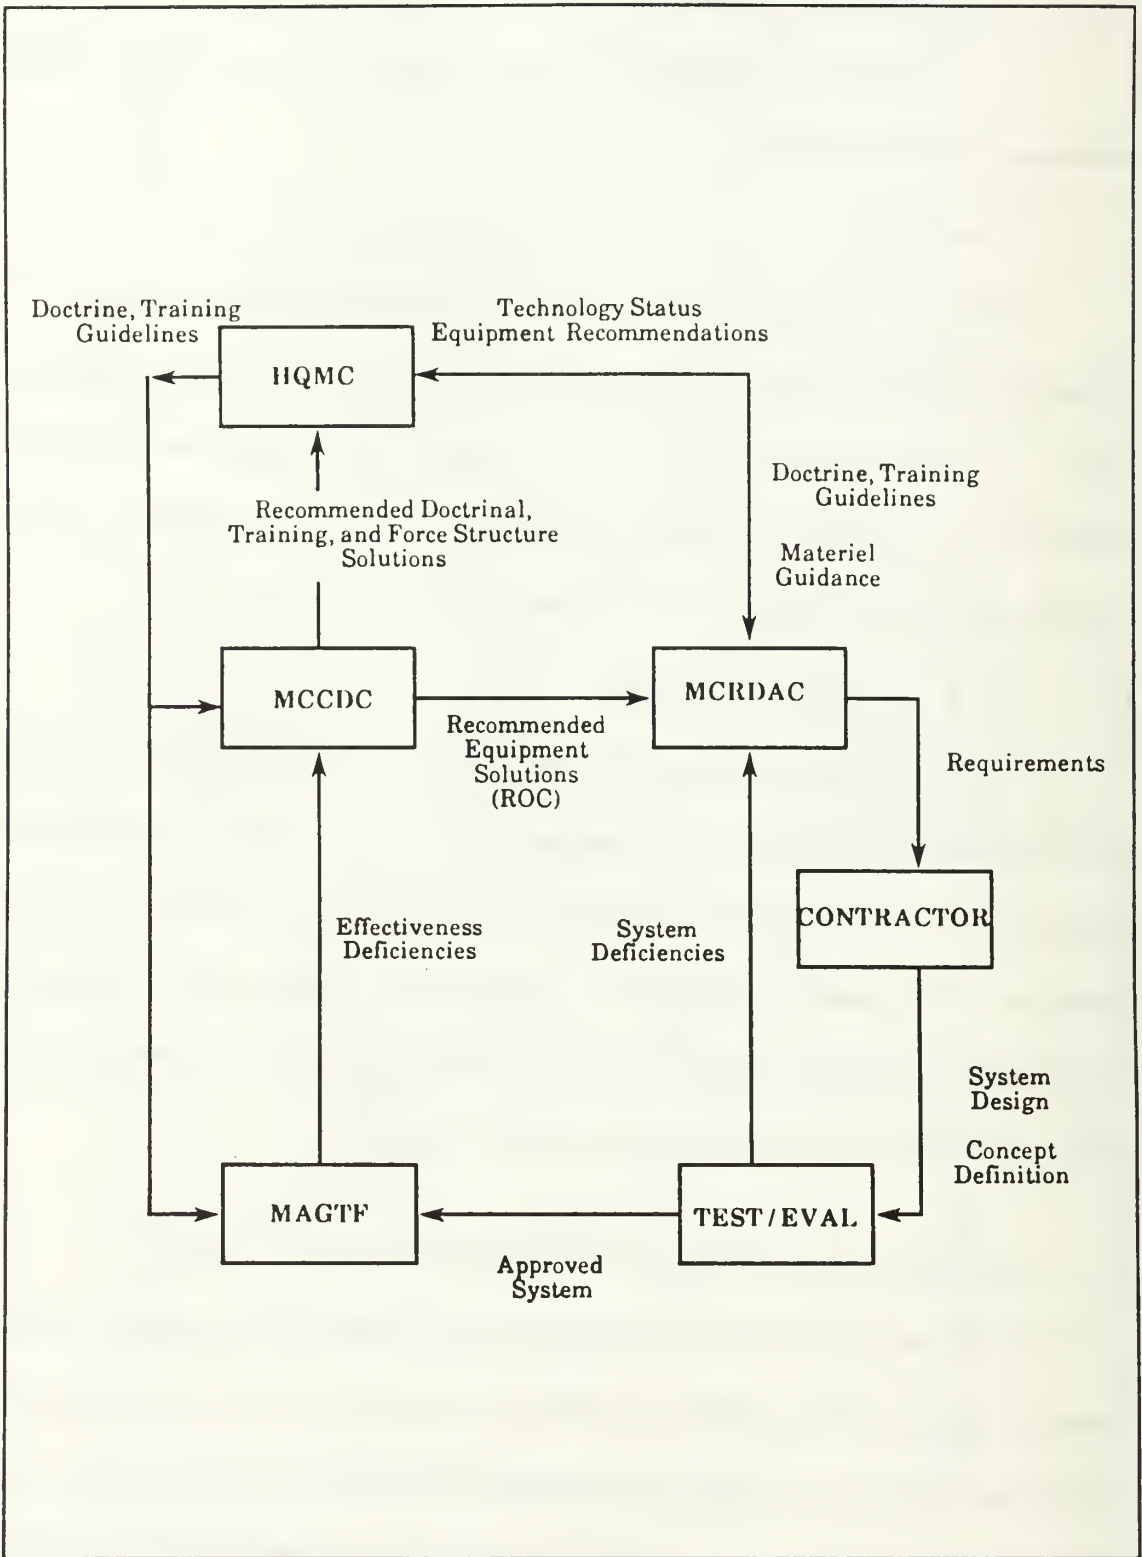 Doctrine, Training
Guidelines
Technology Status
Equipment Recommendations
HQMC
Doctrine, Training
Guidelines
Materiel
Guidance
Recommended Doctrinal,
Training, and Force Structure
Solutions
MCCDC
MCRDAC
Recommended
Equipment
Solutions
(ROC)
Requirements
CONTRACTOR
Effectiveness
Deficiencies
System
Deficiencies
System
Design
Concept
Definition
MAGTF
TEST/EVAL
Approved
System